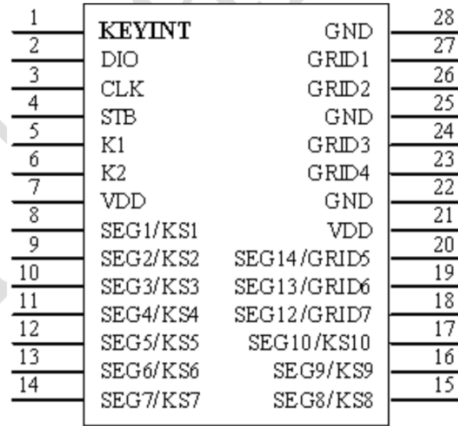 1 KEYINT GND 28
2 DIO GRID1 27
3 CLK GRID2 26
4 STB GND 25
5 K1 GRID3 24
6 K2 GRID4 23
7 VDD GND 22
8 SEG1/KS1 VDD 21
9 SEG2/KS2 SEG14/GRID5 20
10 SEG3/KS3 SEG13/GRID6 19
11 SEG4/KS4 SEG12/GRID7 18
12 SEG5/KS5 SEG10/KS10 17
13 SEG6/KS6 SEG9/KS9 16
14 SEG7/KS7 SEG8/KS8 15